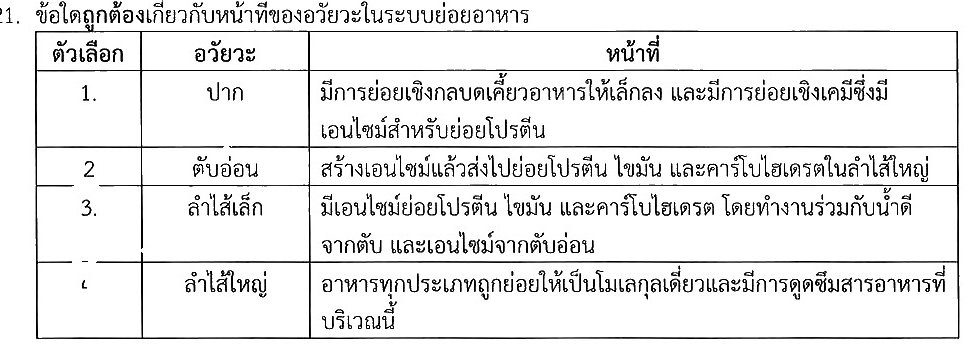 21. ข้อใดถูกต้องเกี่ยวกับหน้าที่ของอวัยวะในระบบย่อยอาหาร
ตัวเลือก อวัยวะ หน้าที่
1. ปาก มีการย่อยเชิงกลบดเคี้ยวอาหารให้เล็กลง และมีการย่อยเชิงเคมีซึ่งมี
เอนไซม์สำหรับย่อยโปรตีน
2 ตับอ่อน สร้างเอนไซม์แล้วส่งไปย่อยโปรตีน ไขมัน และคาร์โบไฮเดรตในลำไส้ใหญ่
3. ลำไส้เล็ก มีเอนไซม์ย่อยโปรตีน ไขมัน และคาร์โบไฮเดรต โดยทำงานร่วมกับน้ำดี
จากตับ และเอนไซม์จากตับอ่อน
ลำไส้ใหญ่ อาหารทุกประเภทถูกย่อยให้เป็นโมเลกุลเดี่ยวและมีการดูดซึมสารอาหารที่
บริเวณนี้